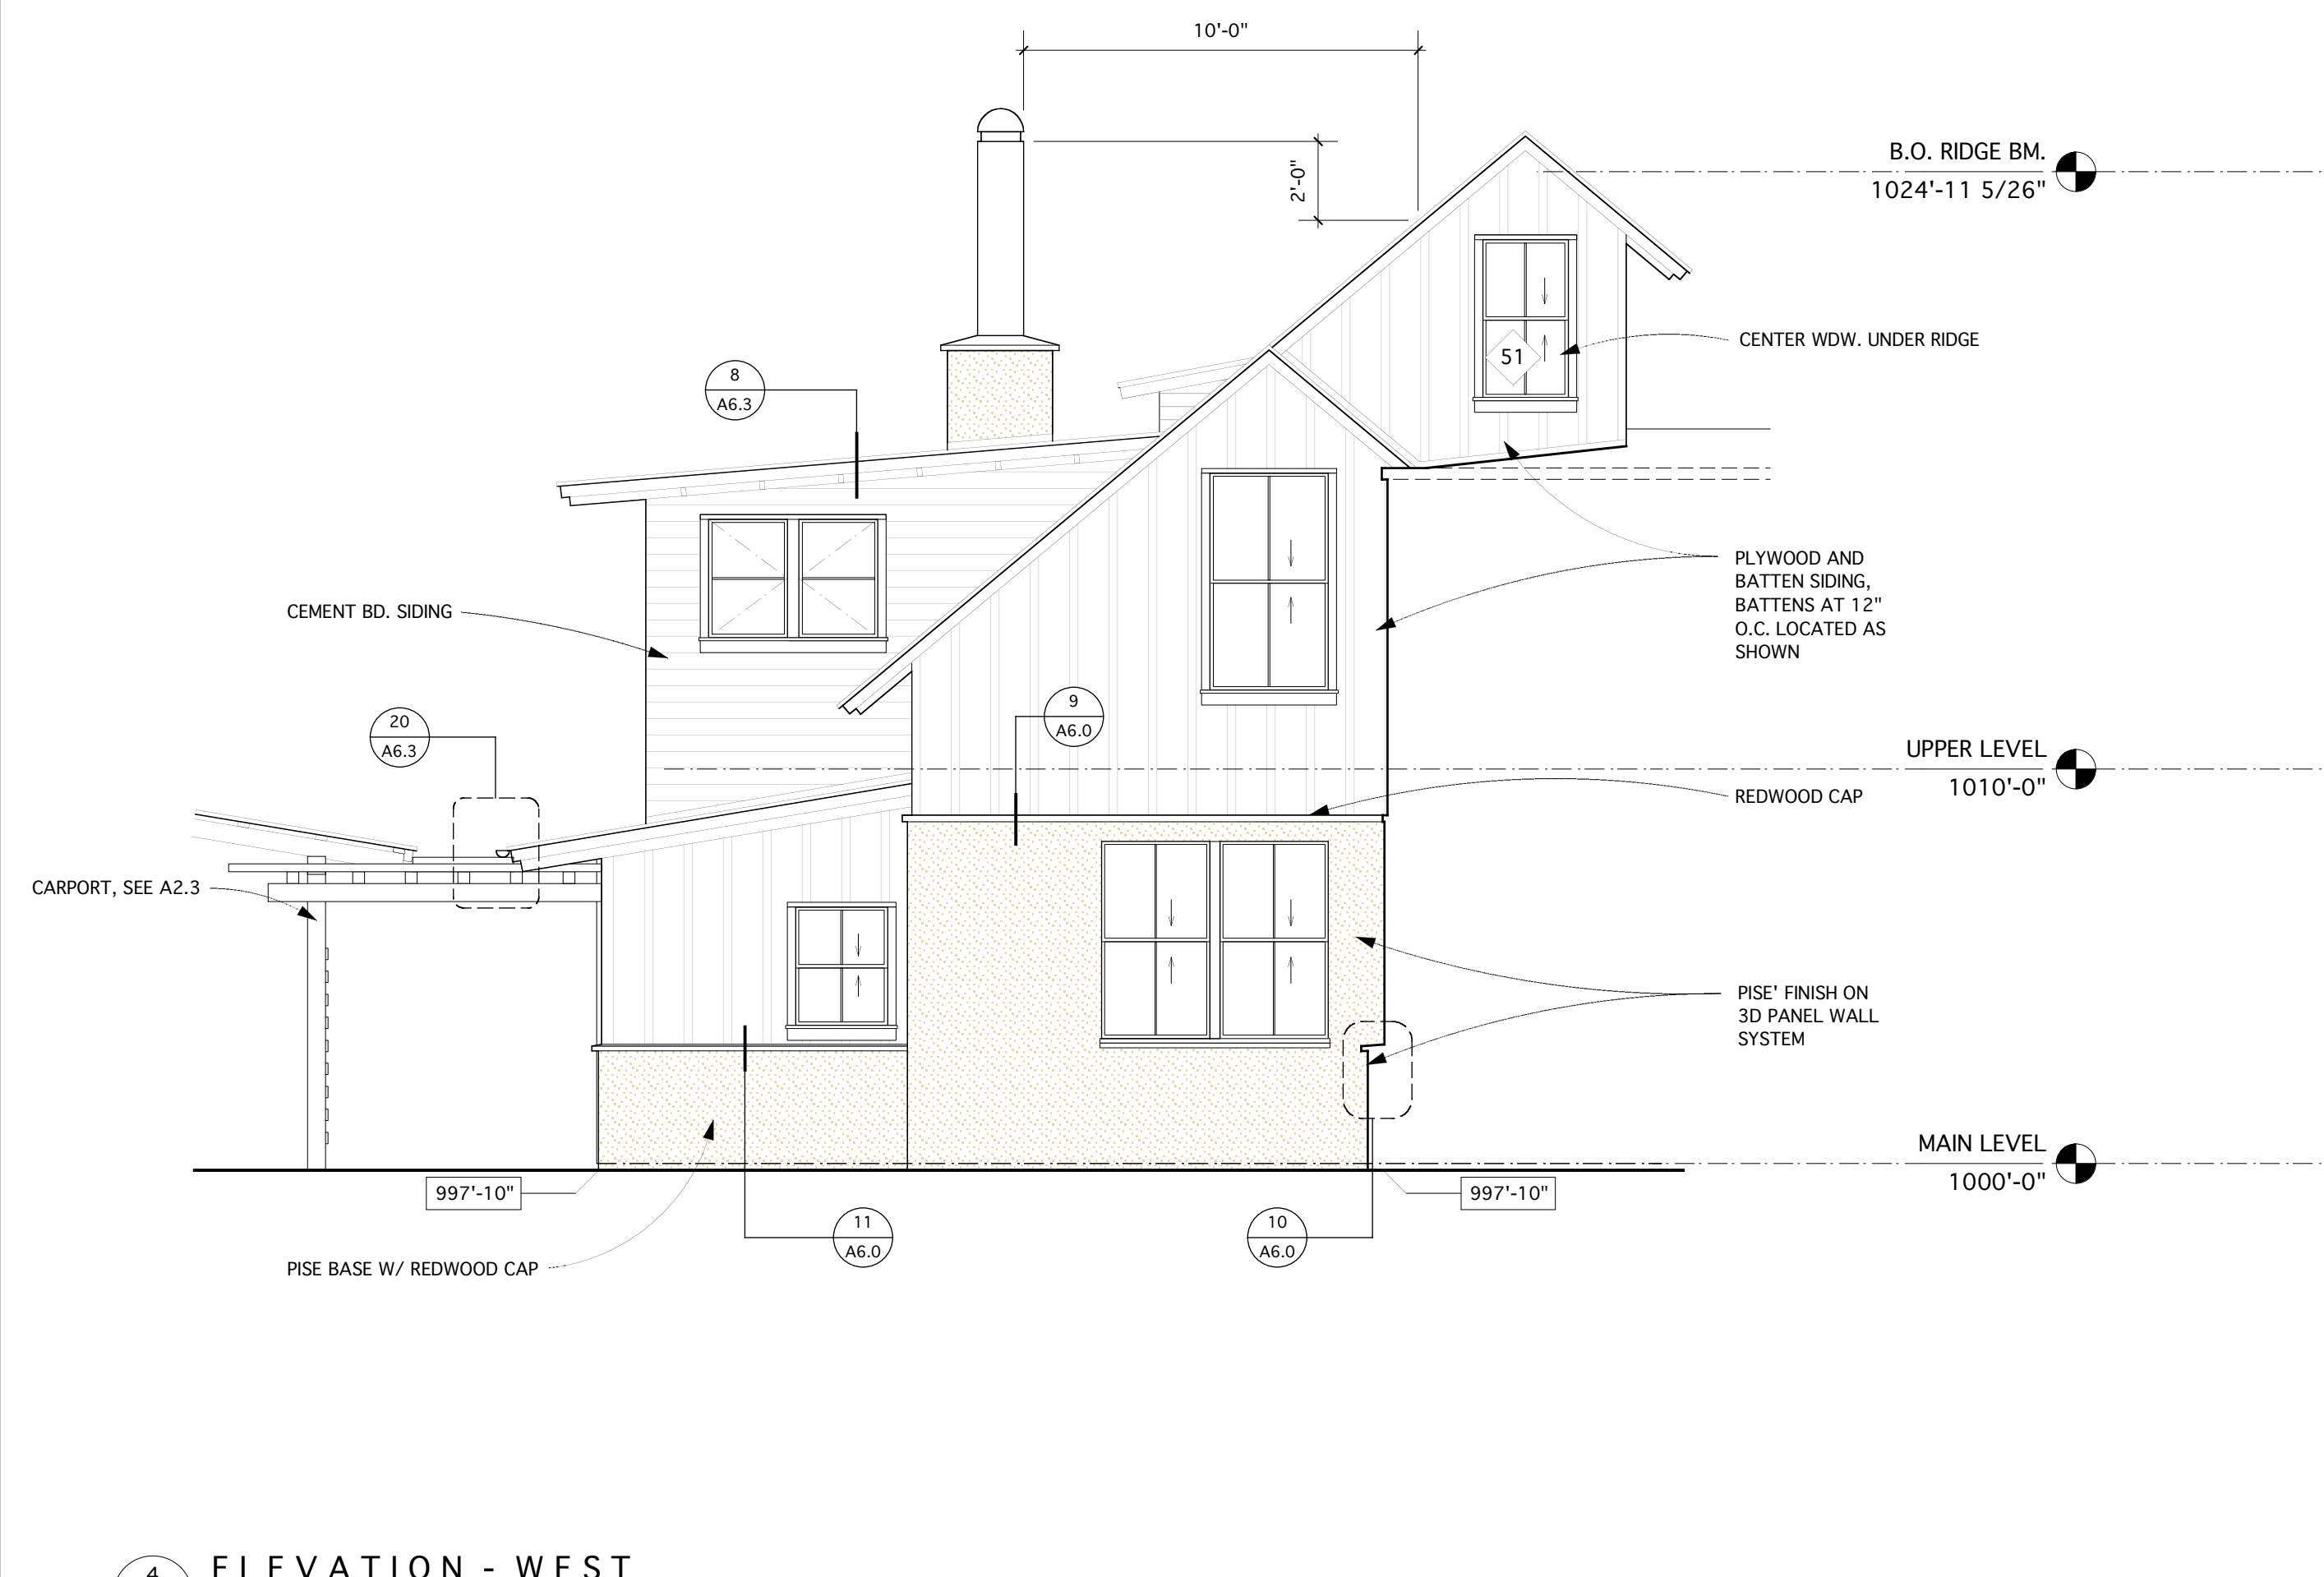 10'-0"
2'-0"
B.O. RIDGE BM.
1024'-11 5/26"
CENTER WDW. UNDER RIDGE
51
8
A6.3
PLYWOOD AND
BATTEN SIDING,
BATTENS AT 12"
O.C. LOCATED AS
SHOWN
CEMENT BD. SIDING
9
A6.0
20
A6.3
UPPER LEVEL
1010'-0"
REDWOOD CAP
CARPORT, SEE A2.3
PISE' FINISH ON
3D PANEL WALL
SYSTEM
MAIN LEVEL
1000'-0"
997'-10"
997'-10"
11
A6.0
10
A6.0
PISE BASE W/ REDWOOD CAP
4
ELEVATION - WEST